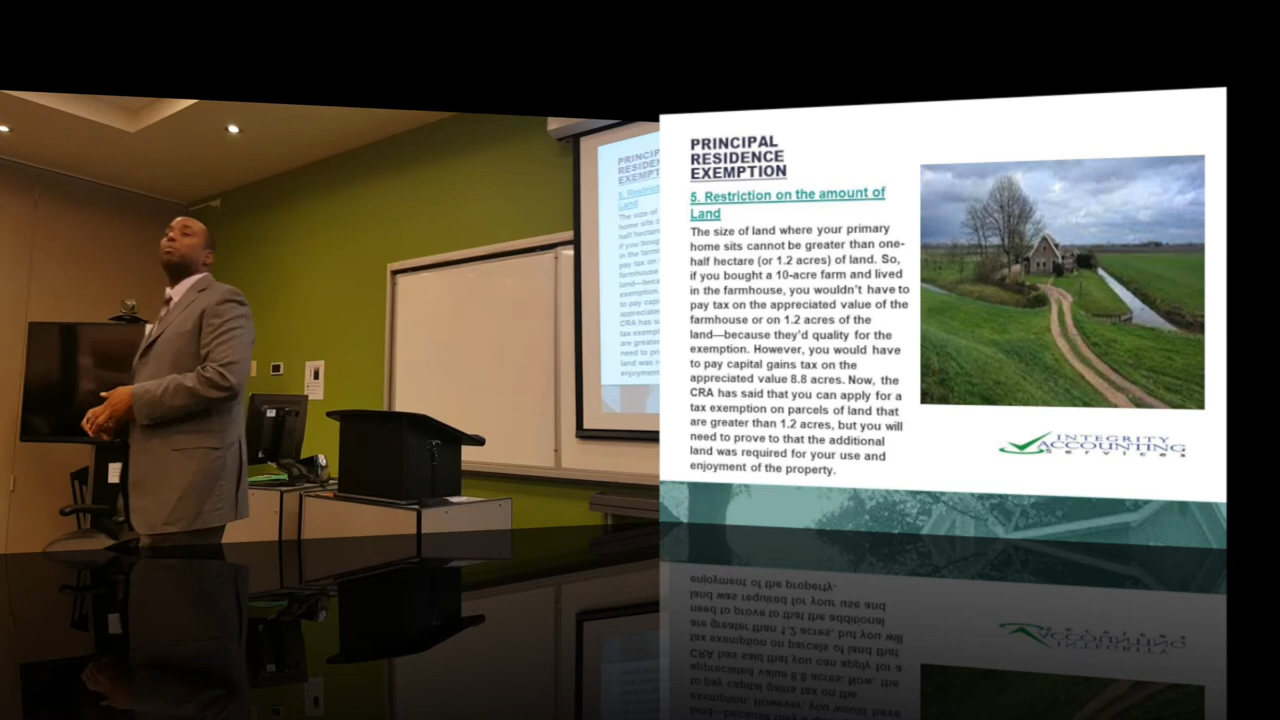 PRINCIPAL
RESIDENCE
EXEMPTION
5. Restriction on the amount of
Land
The size of land where your primary
home sits cannot be greater than one-
half hectare (or 1.2 acres) of land. So,
if you bought a 10-acre farm and lived
in the farmhouse, you wouldn't have to
pay tax on the appreciated value of the
farmhouse or on 1.2 acres of the
land—because they'd quality for the
exemption. However, you would have
to pay capital gains tax on the
appreciated value 8.8 acres. Now, the
CRA has said that you can apply for a
tax exemption on parcels of land that
are greater than 1.2 acres, but you will
need to prove to that the additional
land was required for your use and
enjoyment of the property.
INTEGRITY
ACCOUNTING
Services